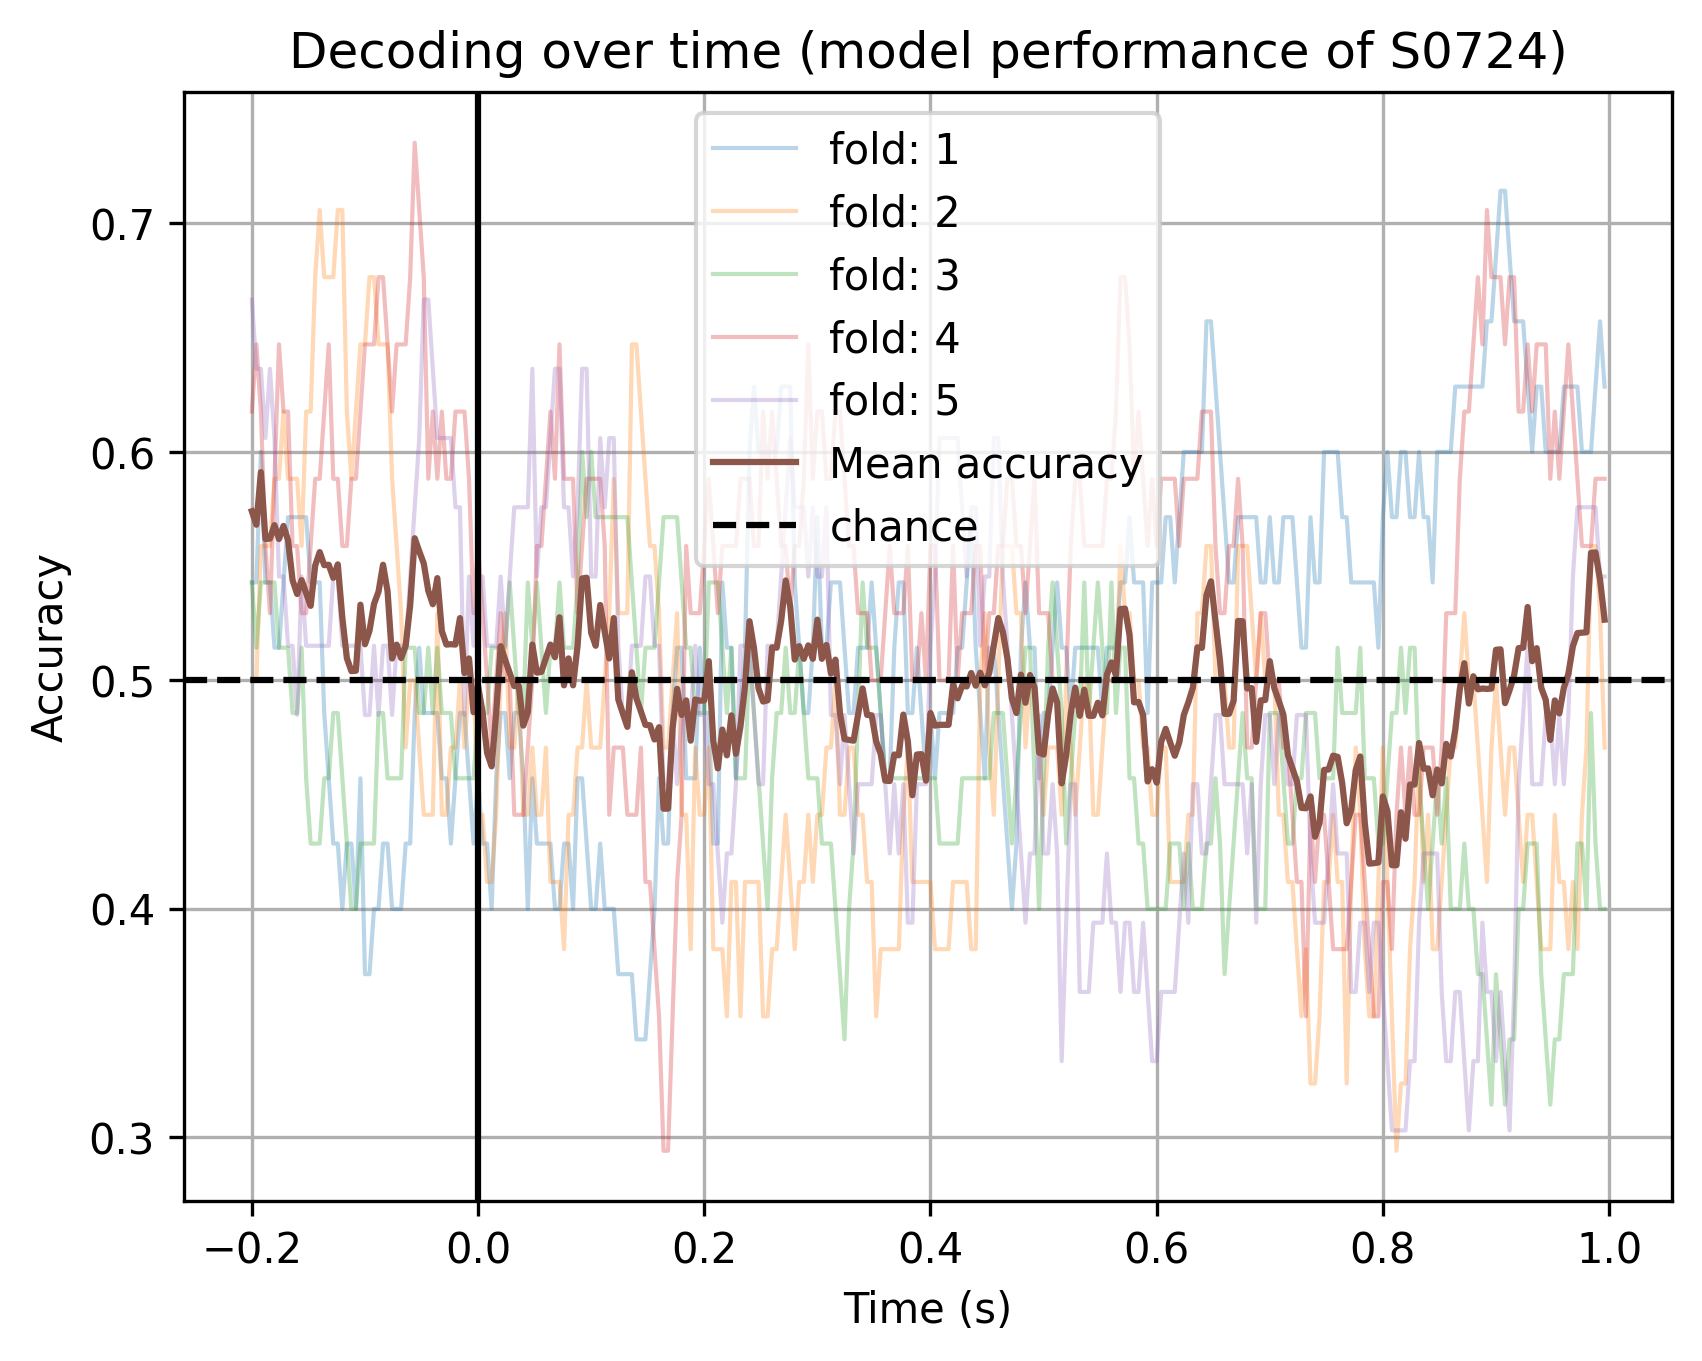 Decoding over time (model performance of S0724)
fold: 1
fold: 2
fold: 3
fold: 4
fold: 5
Mean accuracy
chance
Accuracy
0.7
0.6
0.5
0.4
0.3
−0.2 0.0 0.2 0.4 0.6 0.8 1.0
Time (s)